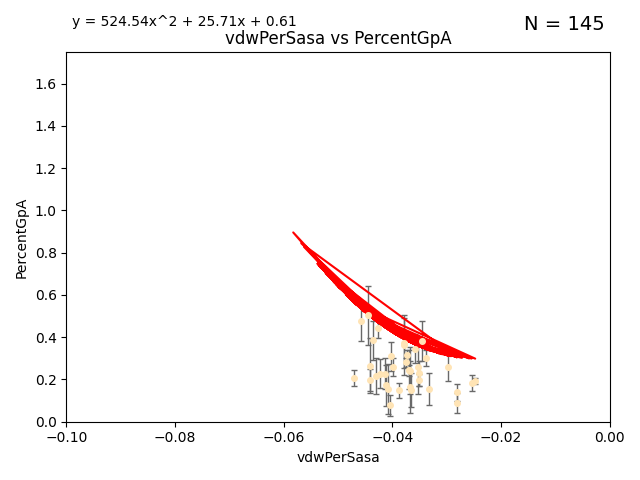 y = 524.54x^2 + 25.71x + 0.61
N = 145
vdwPerSasa vs PercentGpA
1.6
1.4
1.2
1.0
0.8
0.6
0.4
0.2
0.0
PercentGpA
−0.10 −0.08 −0.06 −0.04 −0.02 0.00
vdwPerSasa